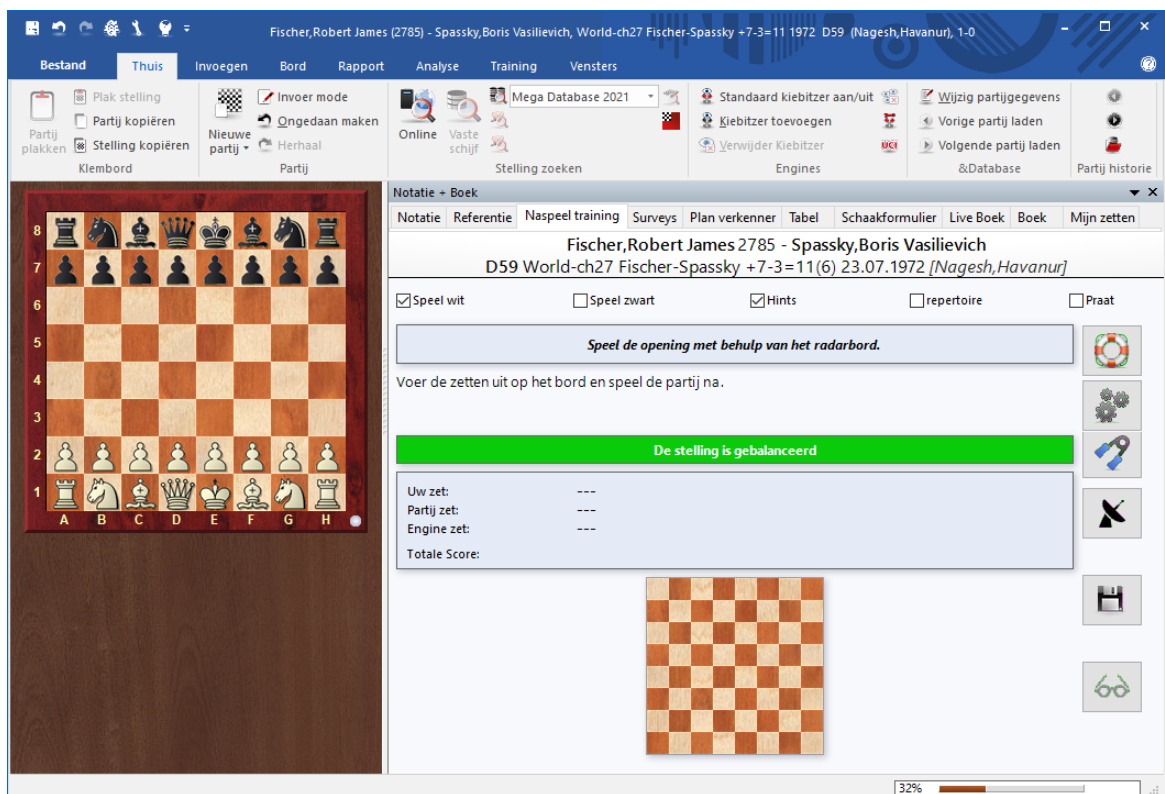 Fischer,Robert James (2785) - Spassky,Boris Vasilievich, World-ch27 Fischer-Spassky +7-3=11 1972 D59 (Nagesh,Havanur), 1-0
Bestand Thuis Invoegen Bord Rapport Analyse Training Vensters
Partij plakken
Plak stelling
Partij kopiëren
Stelling kopiëren
Klembord
Nieuwe partij
Invoer mode
Ongedaan maken
Herhaal
Partij
Online
Vaste schijf
Mega Database 2021
Stelling zoeken
Standaard kiebitzer aan/uit
Kiebitzer toevoegen
Verwijder Kiebitzer
UCI
Engines
Wijzig partijgegevens
Vorige partij laden
Volgende partij laden
&Database
Partij historie
Notatie + Boek
Notatie Referentie Naspeel training Surveys Plan verkenner Tabel Schaakformulier Live Boek Boek Mijn zetten
Fischer,Robert James 2785 - Spassky,Boris Vasilievich
D59 World-ch27 Fischer-Spassky +7-3=11(6) 23.07.1972 [Nagesh,Havanur]
Speel wit Speel zwart Hints repertoire Praat
Speel de opening met behulp van het radarbord.
Voer de zetten uit op het bord en speel de partij na.
De stelling is gebalanceerd
Uw zet: ---
Partij zet: ---
Engine zet: ---
Totale Score:
8
7
6
5
4
3
2
1
A B C D E F G H
32%